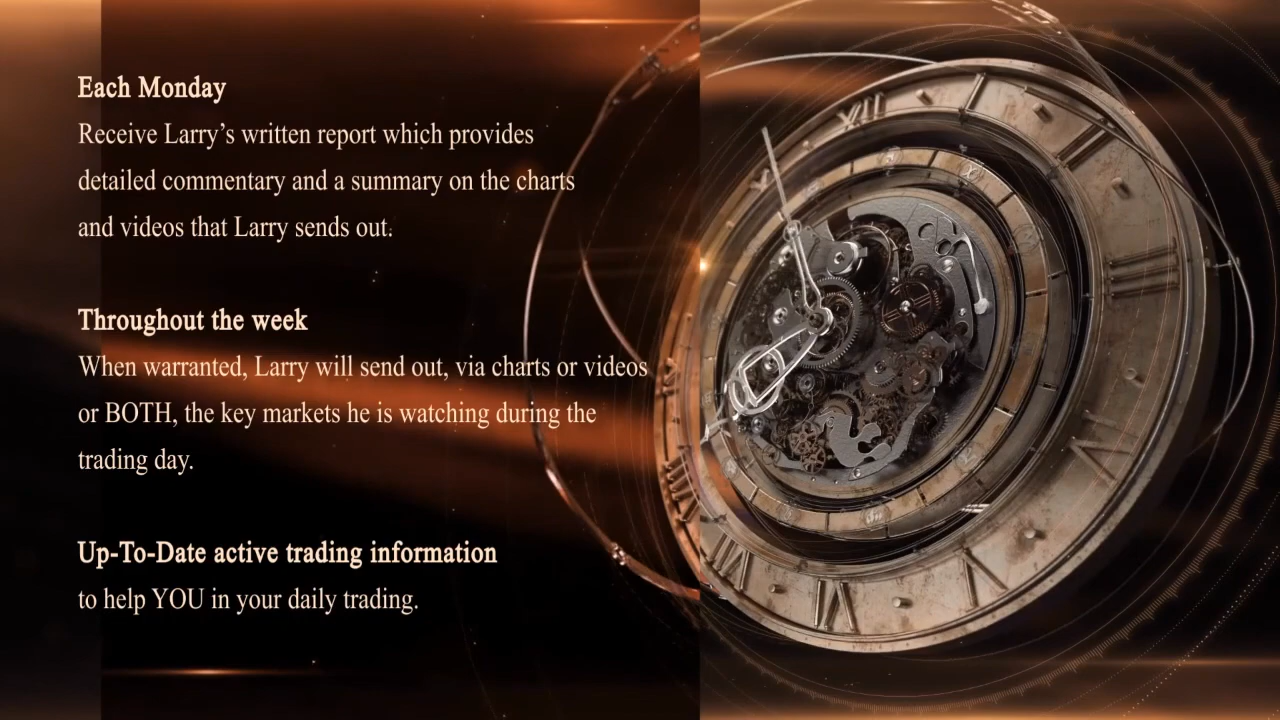 Each Monday
Receive Larry’s written report which provides
detailed commentary and a summary on the charts
and videos that Larry sends out.
Throughout the week
When warranted, Larry will send out, via charts or videos
or BOTH, the key markets he is watching during the
trading day.
Up-To-Date active trading information
to help YOU in your daily trading.